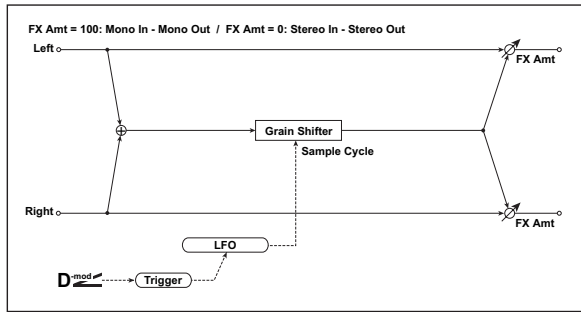 FX Amt = 100: Mono In - Mono Out / FX Amt = 0: Stereo In - Stereo Out
Left
FX Amt
Grain Shifter
Sample Cycle
Right
FX Amt
LFO
D-mod
Trigger